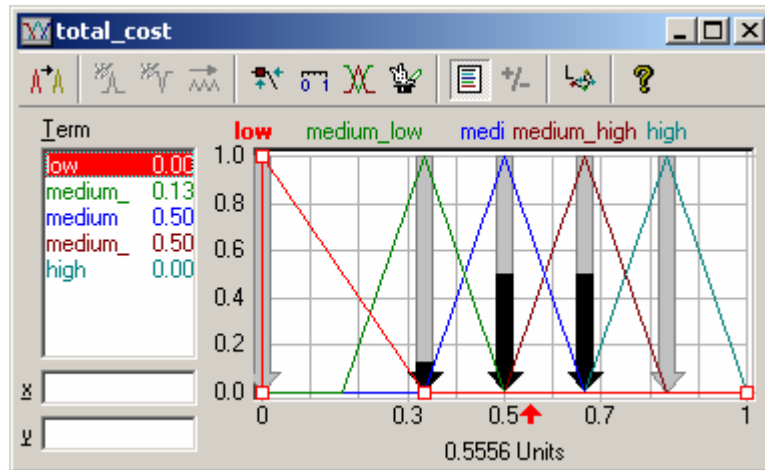 total_cost
0 1
L
?
Term
low medium_low medi medium_high high
low 0.00
medium_ 0.13
medium 0.50
medium_ 0.50
high 0.00
1.0
0.8
0.6
0.4
0.2
0.0
0 0.3 0.5 0.7 1
0.5556 Units
x
y